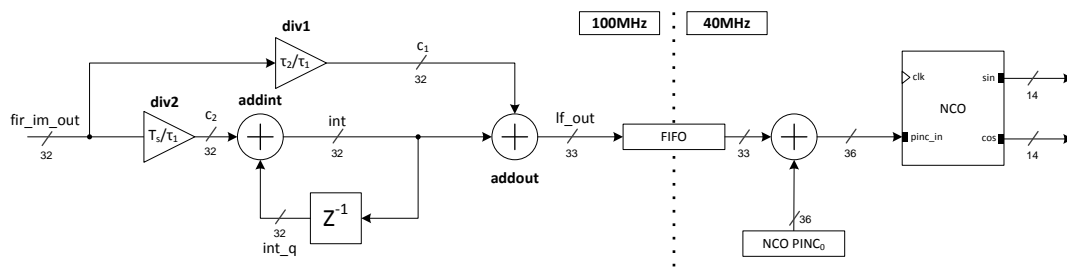 100MHz
40MHz
div1
τ₂/τ₁
c₁
32
div2
fir_im_out
32
Tₛ/τ₁
c₂
32
addint
int
32
lf_out
33
addout
FIFO
33
36
clk
sin
14
NCO
pinc_in
cos
14
Z⁻¹
32
int_q
36
NCO PINC₀